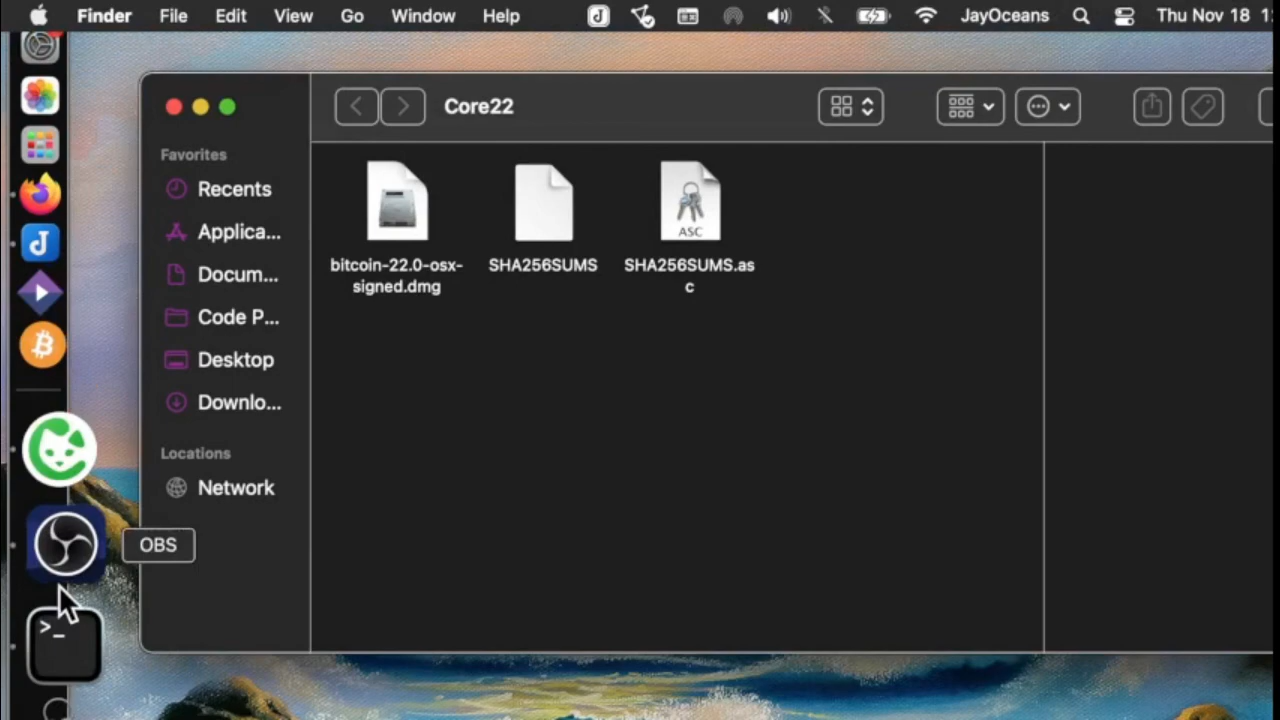 Finder File Edit View Go Window Help JayOceans Thu Nov 18
Core22
Favorites
Recents
Applica...
Docum...
Code P...
Desktop
Downlo...
Locations
Network
bitcoin-22.0-osx-
signed.dmg
SHA256SUMS
ASC
SHA256SUMS.as
c
OBS
>_